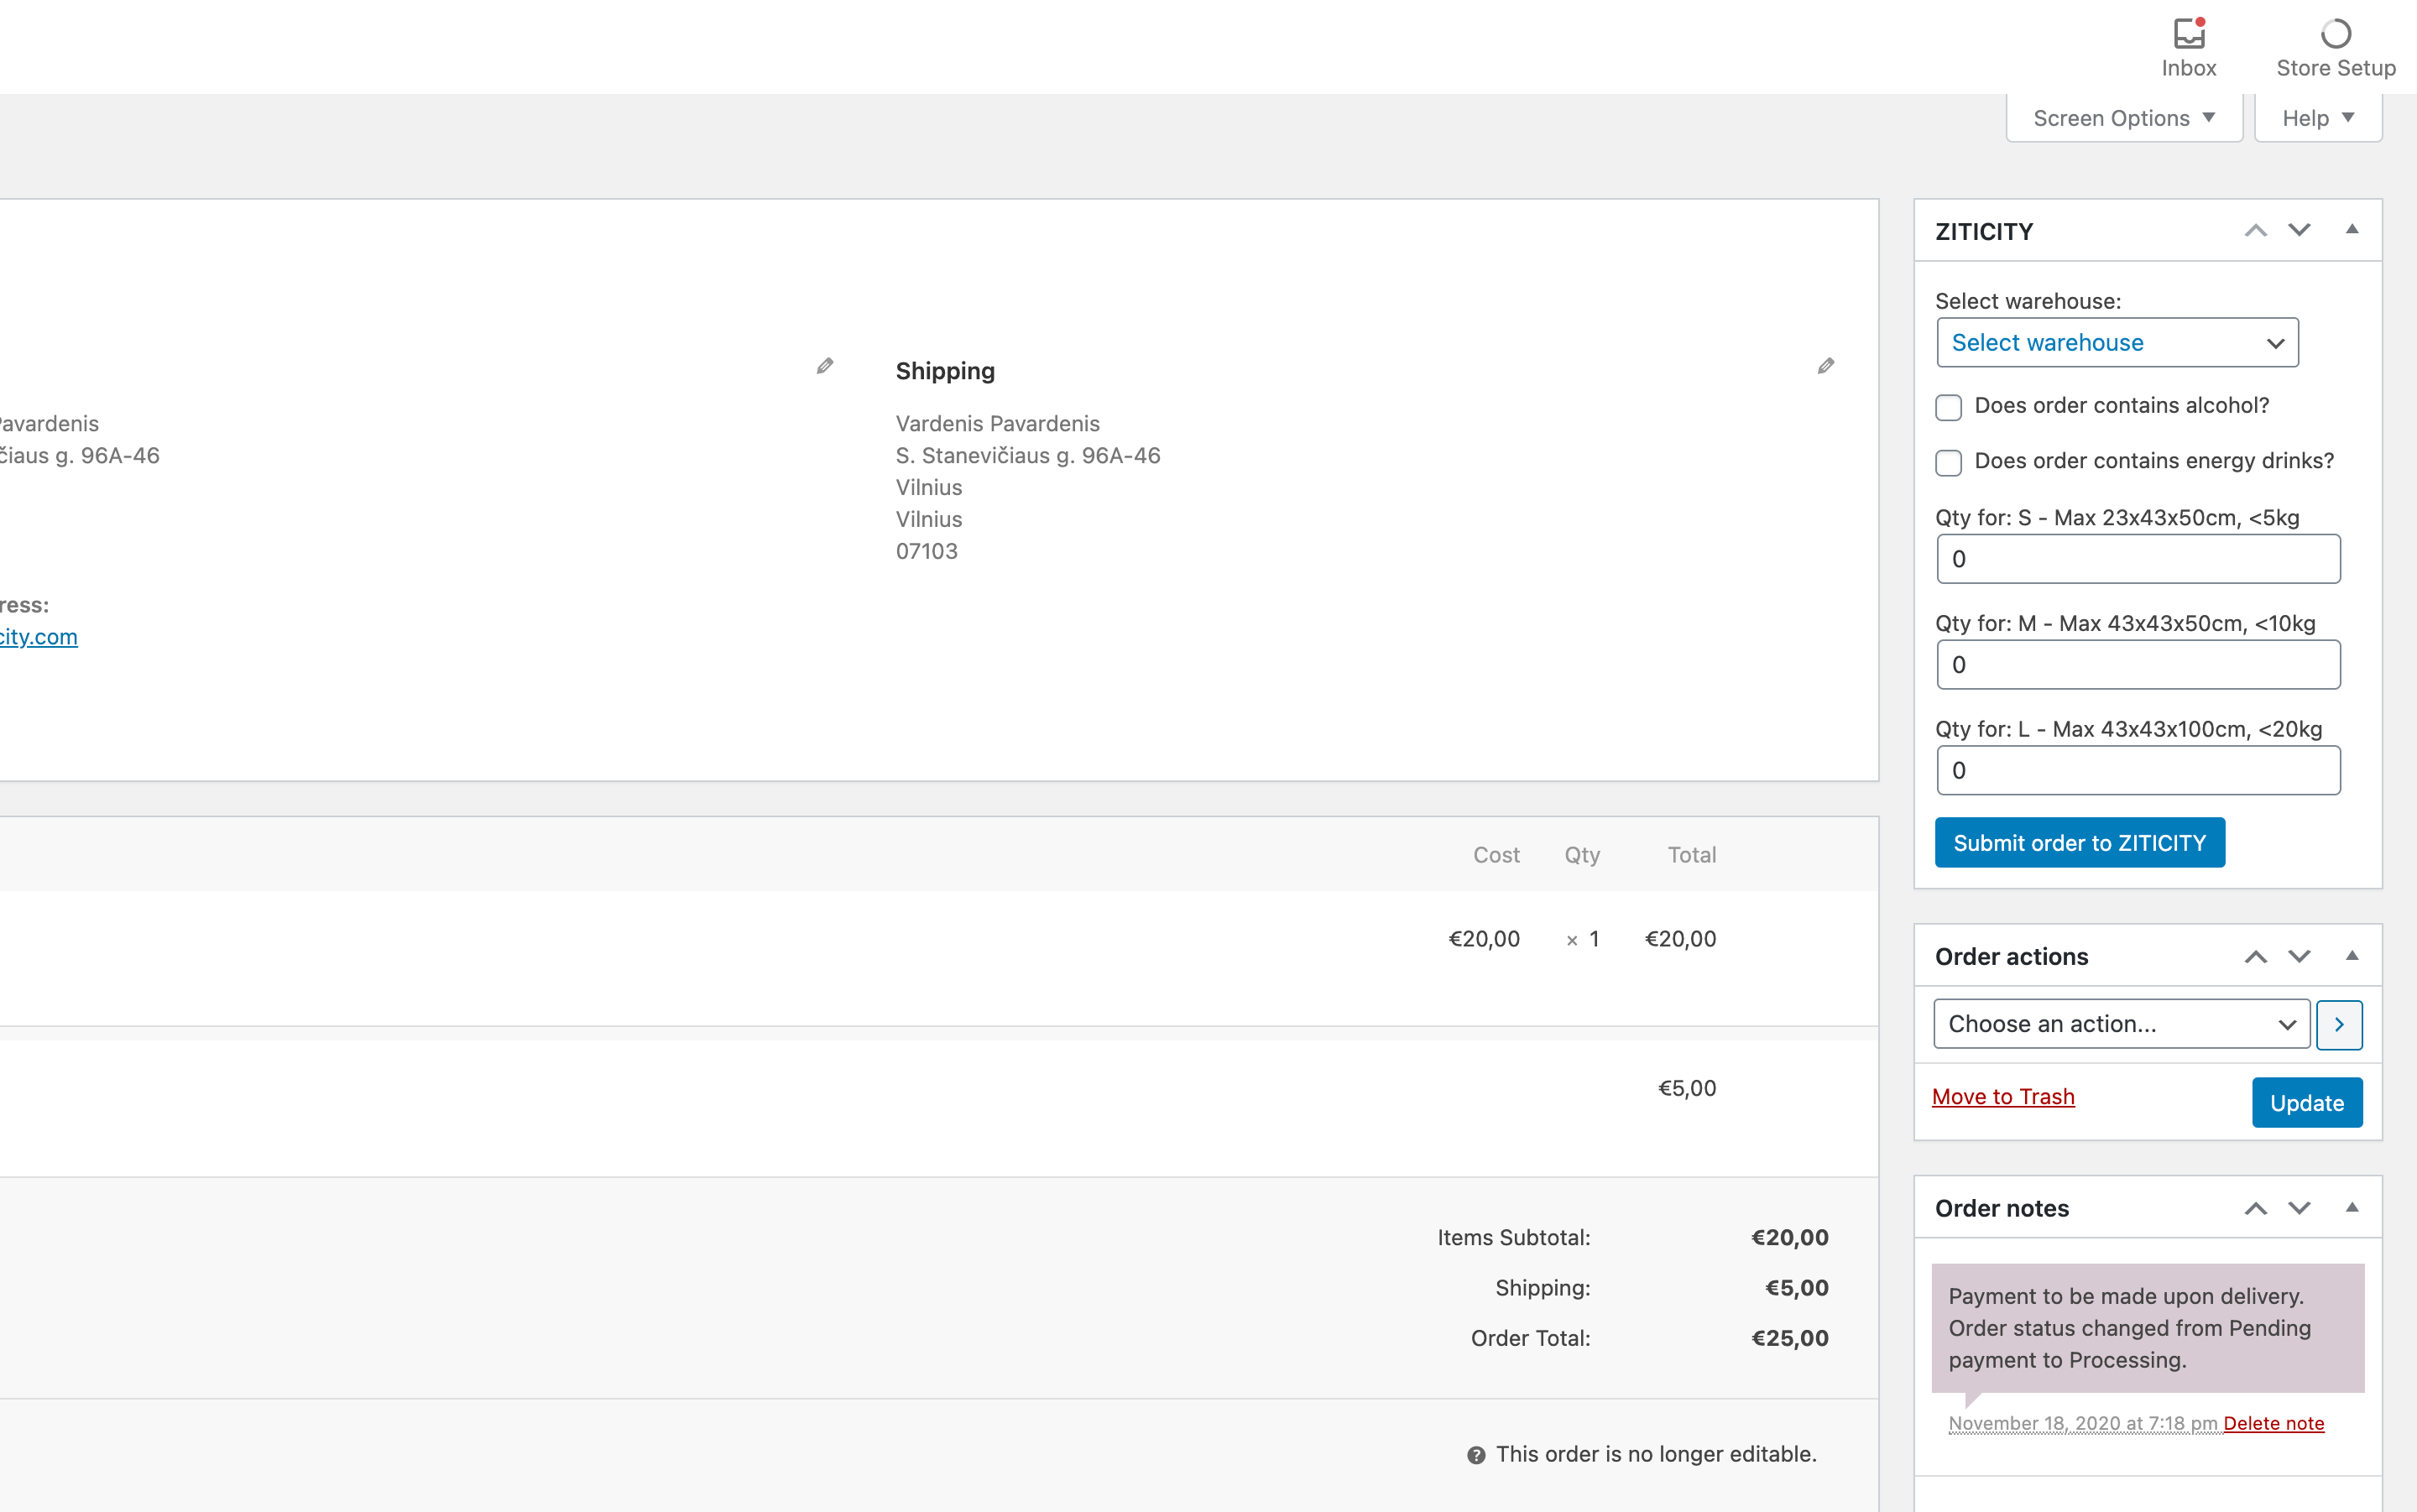 Inbox
Store Setup
Screen Options
Help
Shipping
avardenis
čiaus g. 96A-46
ress:
city.com
Vardenis Pavardenis
S. Stanevičiaus g. 96A-46
Vilnius
Vilnius
07103
Cost Qty Total
€20,00 × 1 €20,00
€5,00
Items Subtotal: €20,00
Shipping: €5,00
Order Total: €25,00
This order is no longer editable.
ZITICITY
Select warehouse:
Select warehouse
Does order contains alcohol?
Does order contains energy drinks?
Qty for: S - Max 23x43x50cm, <5kg
0
Qty for: M - Max 43x43x50cm, <10kg
0
Qty for: L - Max 43x43x100cm, <20kg
0
Submit order to ZITICITY
Order actions
Choose an action...
Move to Trash
Update
Order notes
Payment to be made upon delivery.
Order status changed from Pending
payment to Processing.
November 18, 2020 at 7:18 pm Delete note